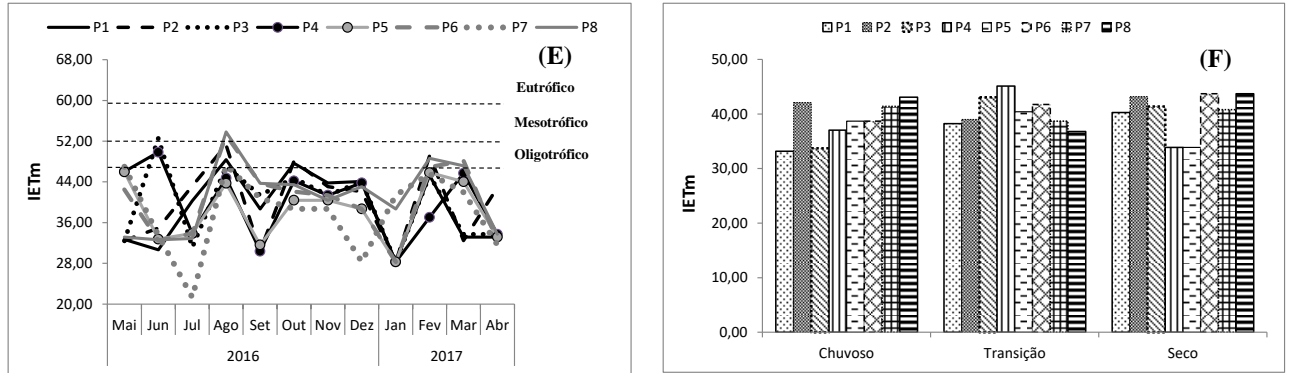 P1 P2 P3 P4 P5 P6 P7 P8
(E)
68,00
60,00
52,00
44,00
36,00
28,00
20,00
IETm
Eutrófico
Mesotrófico
Oligotrófico
Mai Jun Jul Ago Set Out Nov Dez Jan Fev Mar Abr
2016 2017
P1 P2 P3 P4 P5 P6 P7 P8
(F)
50,00
40,00
30,00
20,00
10,00
0,00
IETm
Chuvoso Transição Seco